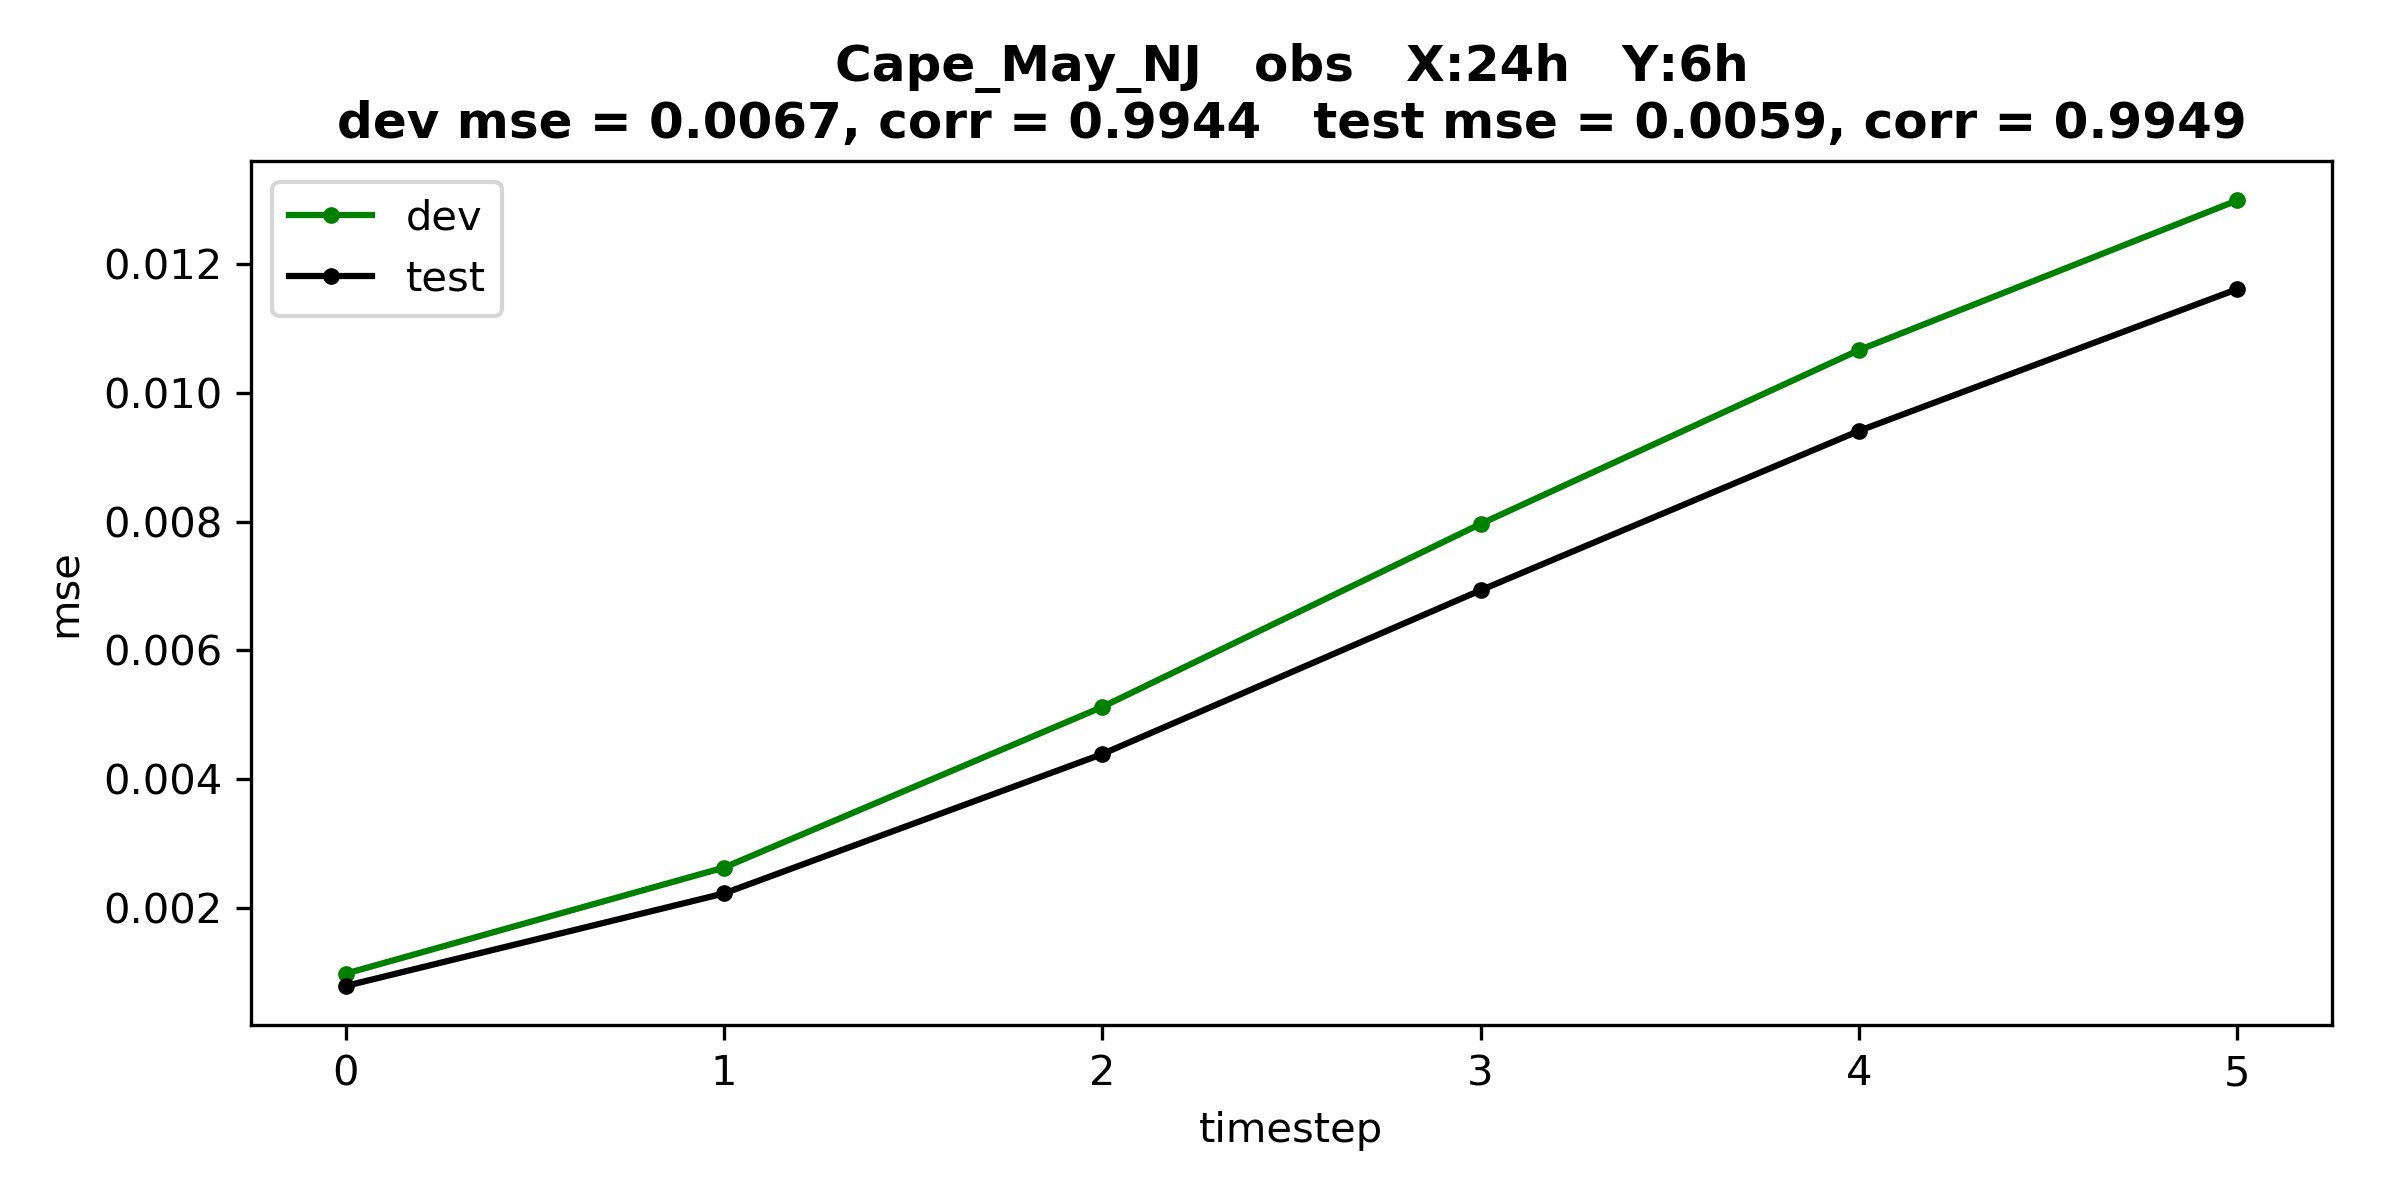 Cape_May_NJ   obs   X:24h   Y:6h
dev mse = 0.0067, corr = 0.9944   test mse = 0.0059, corr = 0.9949
dev
test
0.012
0.010
0.008
0.006
0.004
0.002
mse
0 1 2 3 4 5
timestep